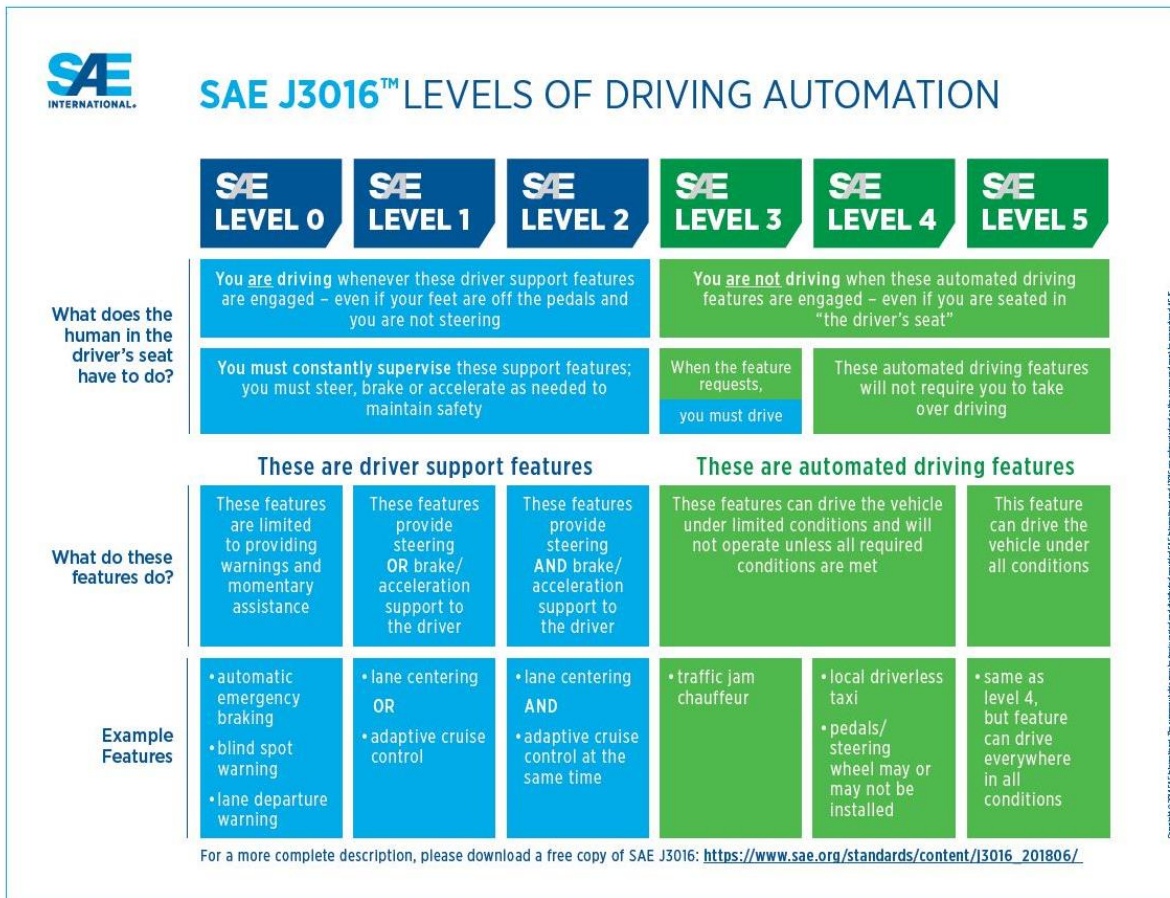 SAE
INTERNATIONAL®
SAE J3016™ LEVELS OF DRIVING AUTOMATION
SAE
LEVEL 0
SAE
LEVEL 1
SAE
LEVEL 2
SAE
LEVEL 3
SAE
LEVEL 4
SAE
LEVEL 5
What does the
human in the
driver's seat
have to do?
You are driving whenever these driver support features
are engaged – even if your feet are off the pedals and
you are not steering
You are not driving when these automated driving
features are engaged – even if you are seated in
“the driver's seat”
You must constantly supervise these support features;
you must steer, brake or accelerate as needed to
maintain safety
When the feature
requests,
you must drive
These automated driving features
will not require you to take
over driving
These are driver support features
These are automated driving features
What do these
features do?
These features
are limited
to providing
warnings and
momentary
assistance
These features
provide
steering
OR brake/
acceleration
support to
the driver
These features
provide
steering
AND brake/
acceleration
support to
the driver
These features can drive the vehicle
under limited conditions and will
not operate unless all required
conditions are met
This feature
can drive the
vehicle under
all conditions
Example
Features
• automatic
emergency
braking
• blind spot
warning
• lane departure
warning
• lane centering
OR
• adaptive cruise
control
• lane centering
AND
• adaptive cruise
control at the
same time
• traffic jam
chauffeur
• local driverless
taxi
• pedals/
steering
wheel may or
may not be
installed
• same as
level 4,
but feature
can drive
everywhere
in all
conditions
For a more complete description, please download a free copy of SAE J3016: https://www.sae.org/standards/content/j3016_201806/